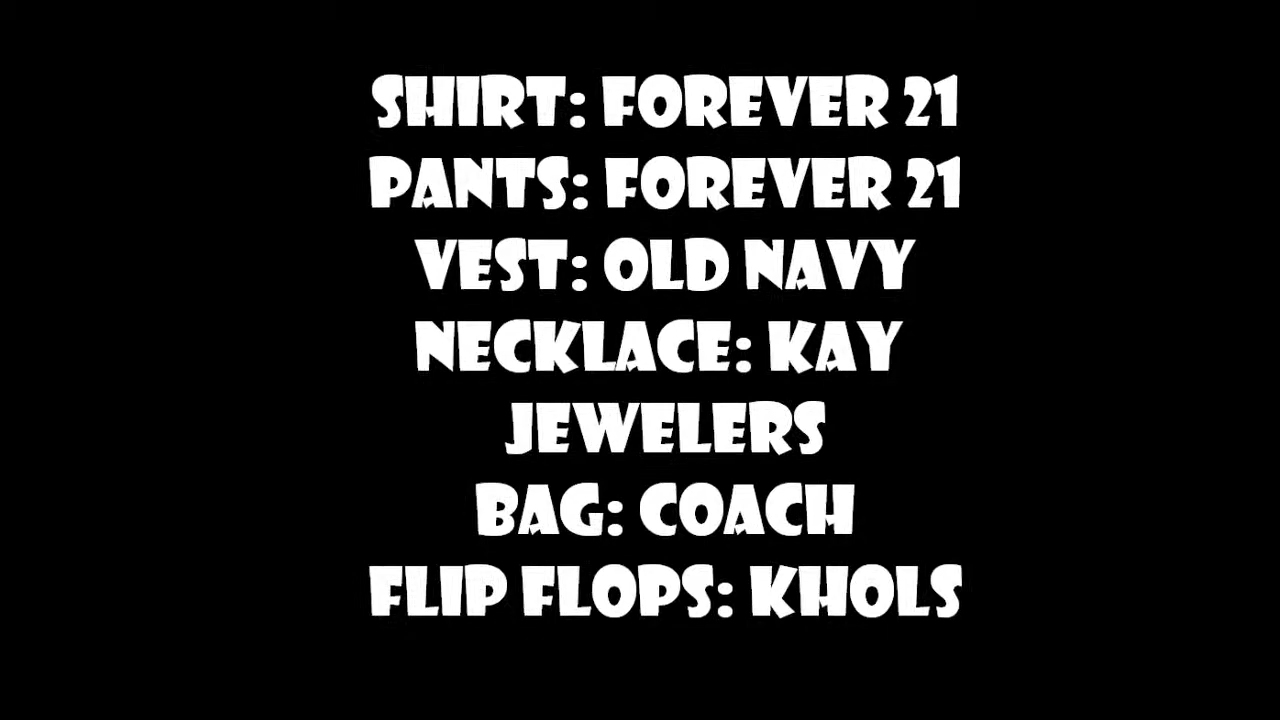 SHIRT: FOREVER 21
PANTS: FOREVER 21
VEST: OLD NAVY
NECKLACE: KAY
JEWELERS
BAG: COACH
FLIP FLOPS: KHOLS